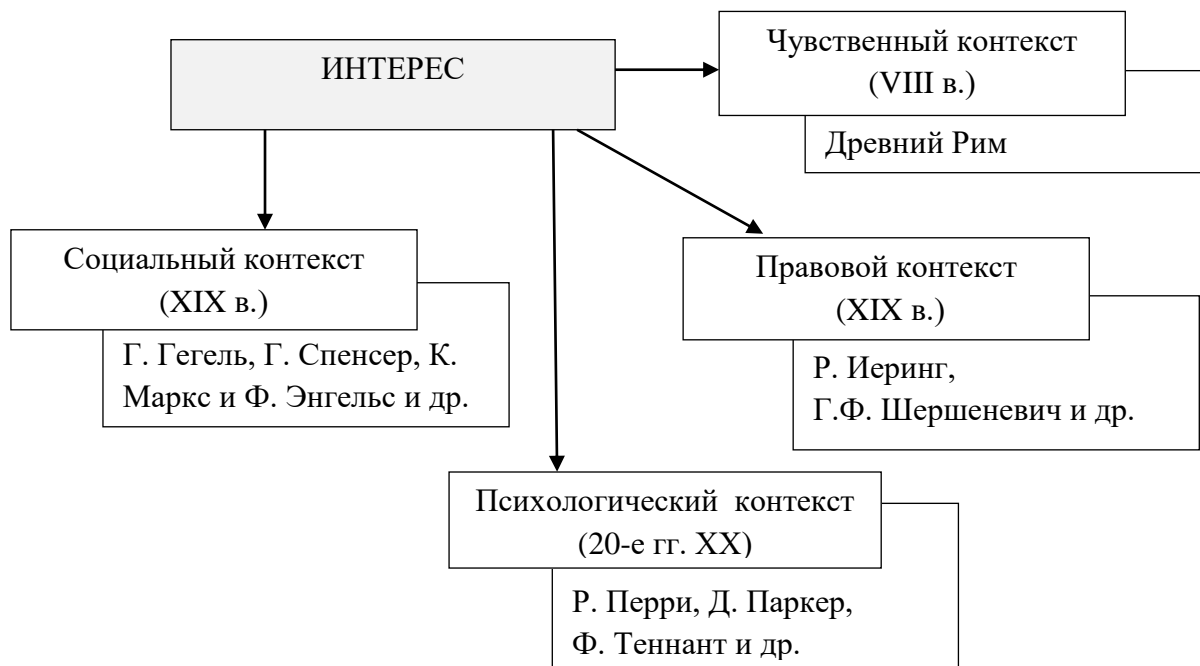 ИНТЕРЕС
Чувственный контекст
(VIII в.)
Древний Рим
Социальный контекст
(XIX в.)
Г. Гегель, Г. Спенсер, К.
Маркс и Ф. Энгельс и др.
Правовой контекст
(XIX в.)
Р. Иеринг,
Г.Ф. Шершеневич и др.
Психологический контекст
(20-е гг. XX)
Р. Перри, Д. Паркер,
Ф. Теннант и др.